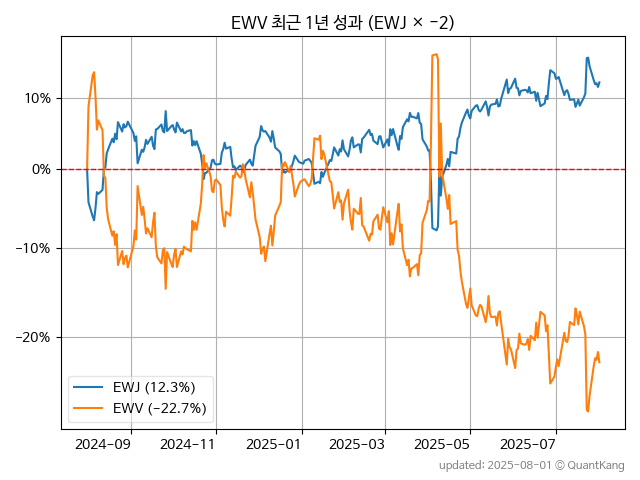 EWV 최근 1년 성과 (EWJ × −2)
10%
0%
−10%
−20%
EWJ (12.3%)
EWV (−22.7%)
2024−09
2024−11
2025−01
2025−03
2025−05
2025−07
updated: 2025-08-01 © QuantKang